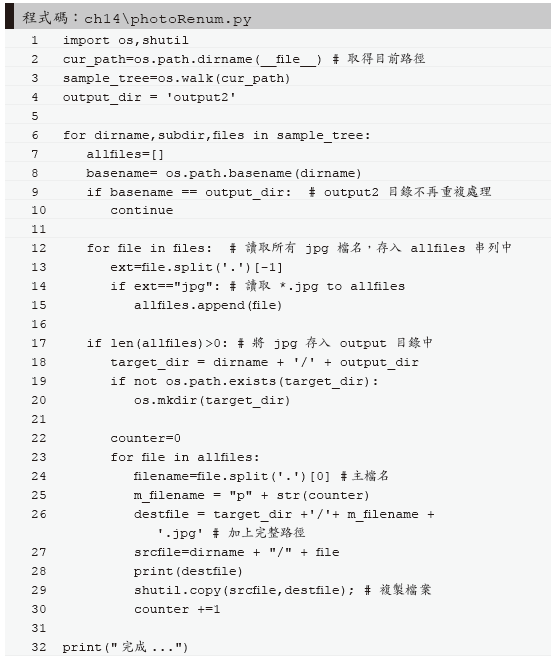 程式碼：ch14\photoRenum.py
1 import os,shutil
2 cur_path=os.path.dirname(__file__) # 取得目前路徑
3 sample_tree=os.walk(cur_path)
4 output_dir = 'output2'
5
6 for dirname,subdir,files in sample_tree:
7    allfiles=[]
8    basename= os.path.basename(dirname)
9    if basename == output_dir:  # output2 目錄不再重複處理
10       continue
11
12    for file in files:  # 讀取所有 jpg 檔名，存入 allfiles 串列中
13       ext=file.split('.')[-1]
14       if ext=="jpg": # 讀取 *.jpg to allfiles
15          allfiles.append(file)
16
17    if len(allfiles)>0: # 將 jpg 存入 output 目錄中
18       target_dir = dirname + '/' + output_dir
19       if not os.path.exists(target_dir):
20          os.mkdir(target_dir)
21
22       counter=0
23       for file in allfiles:
24          filename=file.split('.')[0] #主檔名
25          m_filename = "p" + str(counter)
26          destfile = target_dir +'/'+ m_filename +
             '.jpg' # 加上完整路徑
27          srcfile=dirname + "/" + file
28          print(destfile)
29          shutil.copy(srcfile,destfile); # 複製檔案
30          counter +=1
31
32 print("完成...")